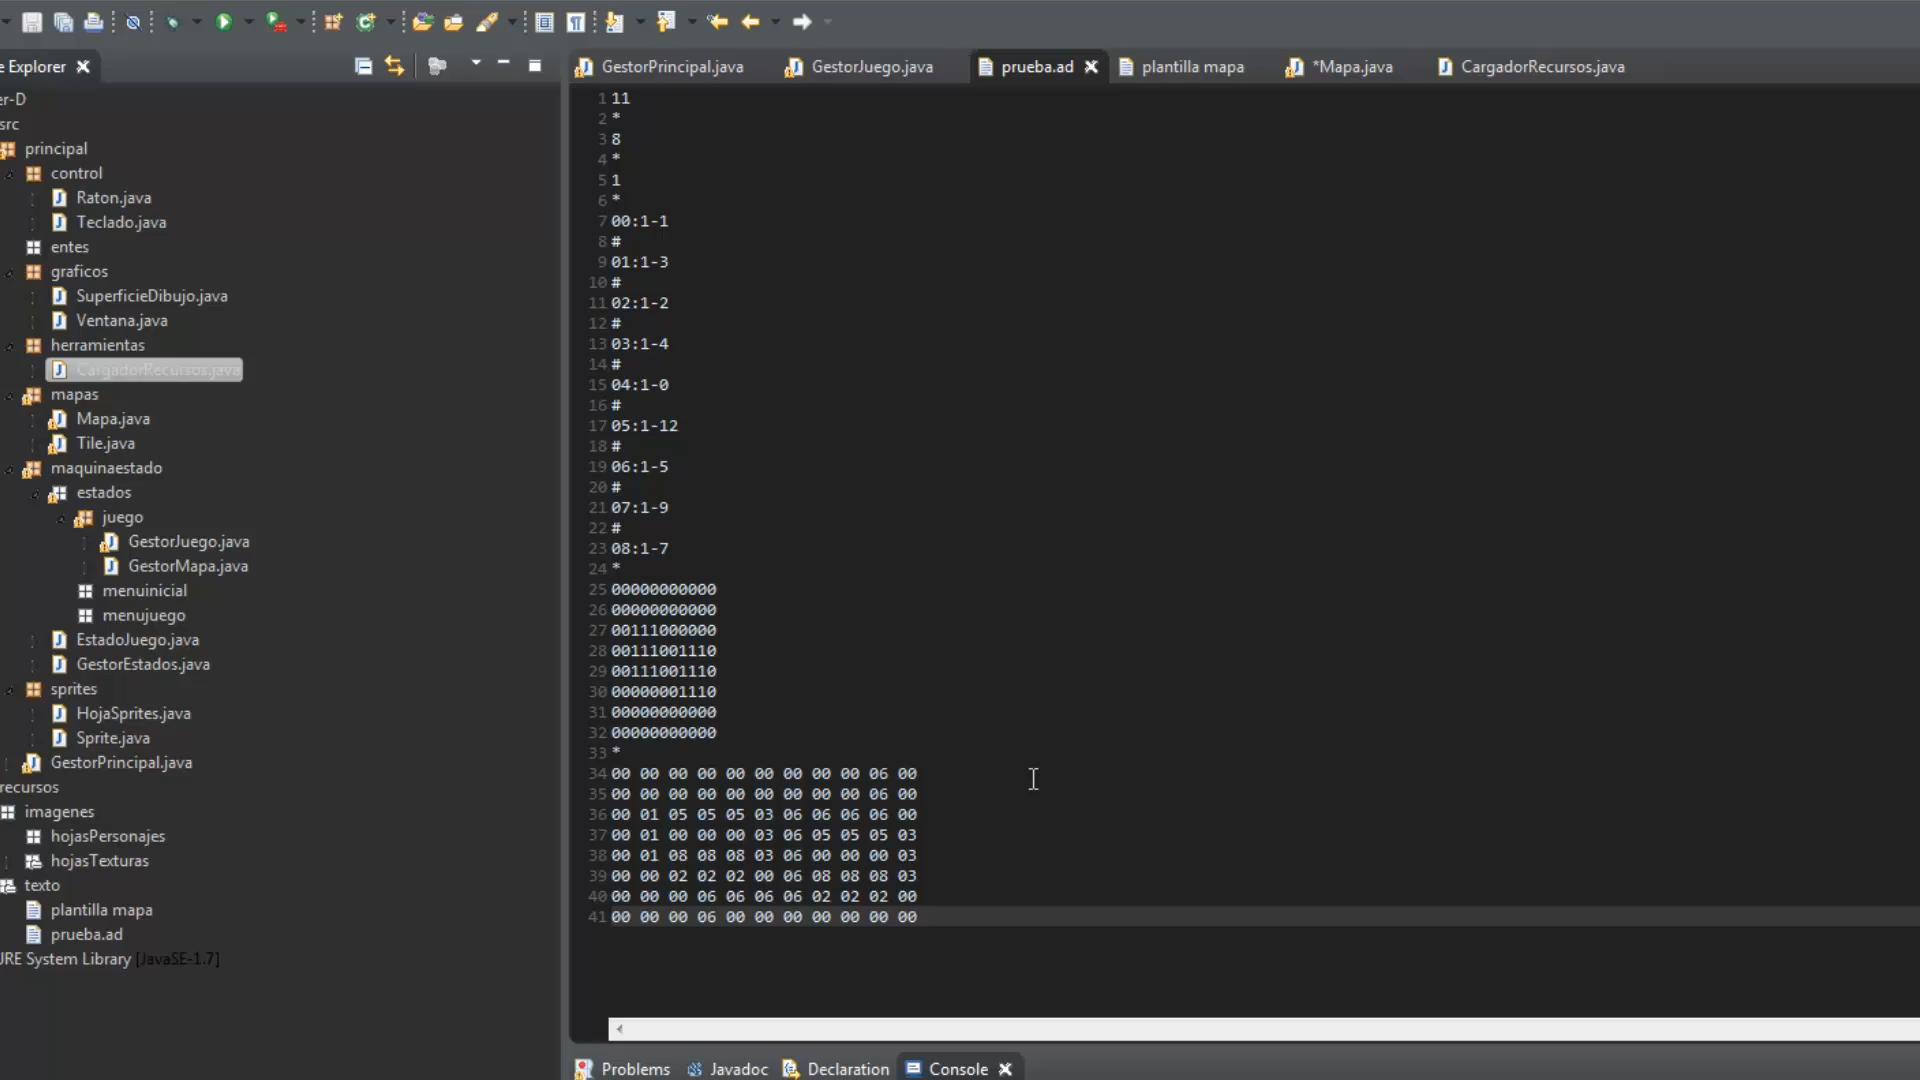 e Explorer
GestorPrincipal.java
GestorJuego.java
prueba.ad
plantilla mapa
*Mapa.java
CargadorRecursos.java
er-D
src
principal
control
Raton.java
Teclado.java
entes
graficos
SuperficieDibujo.java
Ventana.java
herramientas
CargadorRecursos.java
mapas
Mapa.java
Tile.java
maquinaestado
estados
juego
GestorJuego.java
GestorMapa.java
menuinicial
menujuego
EstadoJuego.java
GestorEstados.java
sprites
HojaSprites.java
Sprite.java
GestorPrincipal.java
recursos
imagenes
hojasPersonajes
hojasTexturas
texto
plantilla mapa
prueba.ad
JRE System Library [JavaSE-1.7]
1 11
2 *
3 8
4 *
5 1
6 *
7 00:1-1
8 #
9 01:1-3
10 #
11 02:1-2
12 #
13 03:1-4
14 #
15 04:1-0
16 #
17 05:1-12
18 #
19 06:1-5
20 #
21 07:1-9
22 #
23 08:1-7
24 *
25 00000000000
26 00000000000
27 00111000000
28 00111001110
29 00111001110
30 00000001110
31 00000000000
32 00000000000
33 *
34 00 00 00 00 00 00 00 00 00 06 00
35 00 00 00 00 00 00 00 00 00 06 00
36 00 01 05 05 05 03 06 06 06 06 00
37 00 01 00 00 00 03 06 05 05 05 03
38 00 01 08 08 08 03 06 00 00 00 03
39 00 00 02 02 02 00 06 08 08 08 03
40 00 00 00 06 06 06 06 02 02 02 00
41 00 00 00 06 00 00 00 00 00 00 00
Problems
Javadoc
Declaration
Console